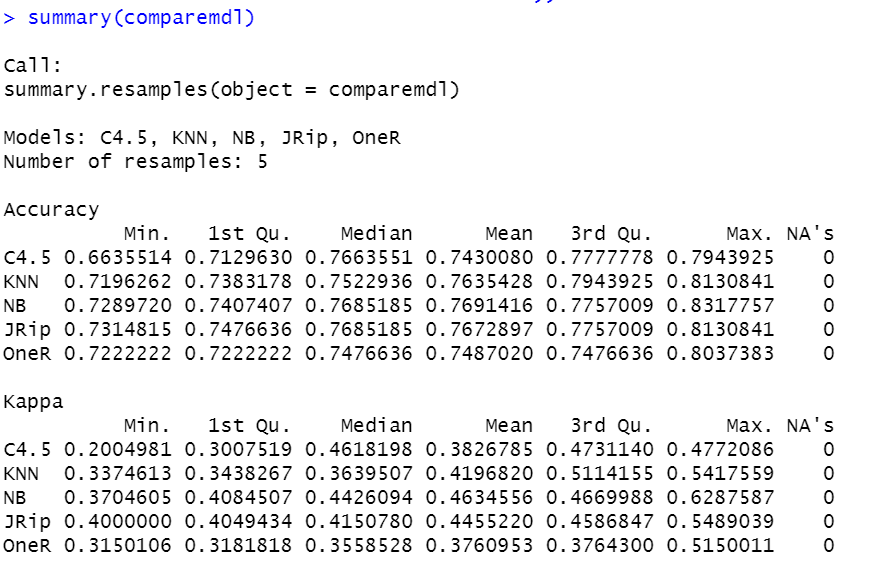 > summary(comparemdl)
Call:
summary.resamples(object = comparemdl)
Models: C4.5, KNN, NB, JRip, OneR
Number of resamples: 5
Accuracy
Min. 1st Qu. Median Mean 3rd Qu. Max. NA's
C4.5 0.6635514 0.7129630 0.7663551 0.7430080 0.7777778 0.7943925 0
KNN 0.7196262 0.7383178 0.7522936 0.7635428 0.7943925 0.8130841 0
NB 0.7289720 0.7407407 0.7685185 0.7691416 0.7757009 0.8317757 0
JRip 0.7314815 0.7476636 0.7685185 0.7672897 0.7757009 0.8130841 0
OneR 0.7222222 0.7222222 0.7476636 0.7487020 0.7476636 0.8037383 0
Kappa
Min. 1st Qu. Median Mean 3rd Qu. Max. NA's
C4.5 0.2004981 0.3007519 0.4618198 0.3826785 0.4731140 0.4772086 0
KNN 0.3374613 0.3438267 0.3639507 0.4196820 0.5114155 0.5417559 0
NB 0.3704605 0.4084507 0.4426094 0.4634556 0.4669988 0.6287587 0
JRip 0.4000000 0.4049434 0.4150780 0.4455220 0.4586847 0.5489039 0
OneR 0.3150106 0.3181818 0.3558528 0.3760953 0.3764300 0.5150011 0